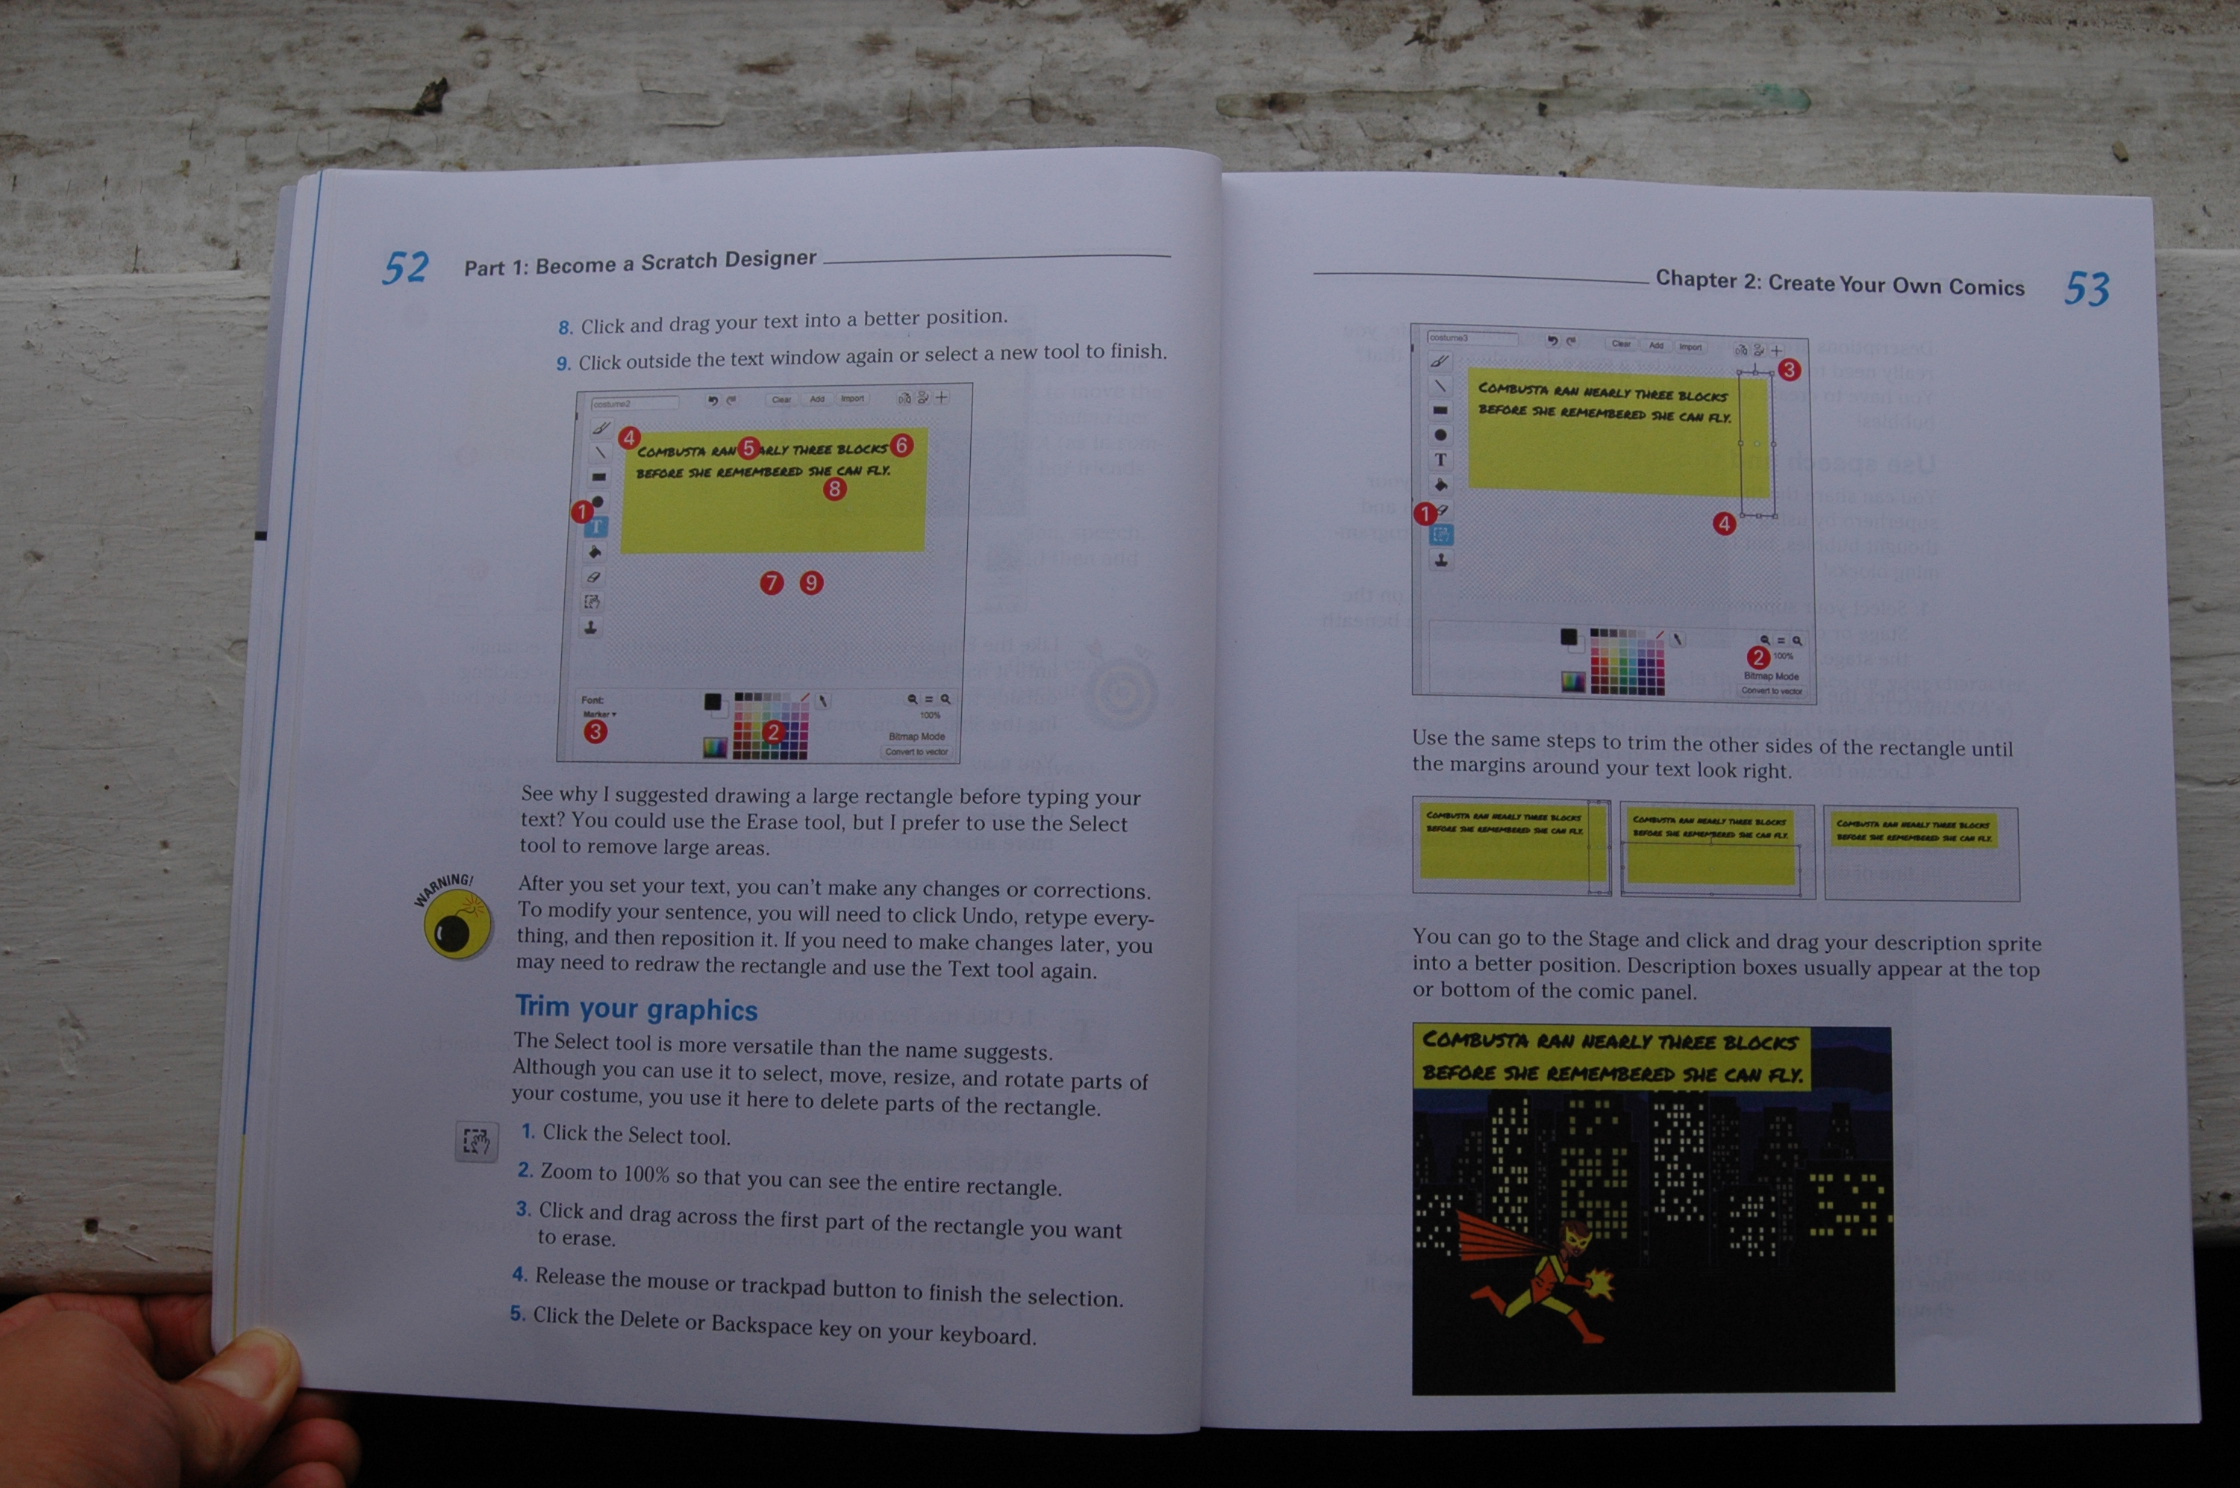 52 Part 1: Become a Scratch Designer
8. Click and drag your text into a better position.
9. Click outside the text window again or select a new tool to finish.
costume2
Clear Add Import
4 COMBUSTA RAN 5 ARLY THREE BLOCKS 6
BEFORE SHE REMEMBERED SHE CAN FLY.
8
1
T
7 9
Font:
Marker
3
2
100%
Bitmap Mode
Convert to vector
See why I suggested drawing a large rectangle before typing your
text? You could use the Erase tool, but I prefer to use the Select
tool to remove large areas.
WARNING!
After you set your text, you can't make any changes or corrections.
To modify your sentence, you will need to click Undo, retype every-
thing, and then reposition it. If you need to make changes later, you
may need to redraw the rectangle and use the Text tool again.
Trim your graphics
The Select tool is more versatile than the name suggests.
Although you can use it to select, move, resize, and rotate parts of
your costume, you use it here to delete parts of the rectangle.
1. Click the Select tool.
2. Zoom to 100% so that you can see the entire rectangle.
3. Click and drag across the first part of the rectangle you want
to erase.
4. Release the mouse or trackpad button to finish the selection.
5. Click the Delete or Backspace key on your keyboard.
Chapter 2: Create Your Own Comics 53
costume3
Clear Add Import
3
COMBUSTA RAN NEARLY THREE BLOCKS
BEFORE SHE REMEMBERED SHE CAN FLY.
T
1
4
2 100%
Bitmap Mode
Convert to vector
Use the same steps to trim the other sides of the rectangle until
the margins around your text look right.
COMBUSTA RAN NEARLY THREE BLOCKS
BEFORE SHE REMEMBERED SHE CAN FLY.
COMBUSTA RAN NEARLY THREE BLOCKS
BEFORE SHE REMEMBERED SHE CAN FLY.
COMBUSTA RAN NEARLY THREE BLOCKS
BEFORE SHE REMEMBERED SHE CAN FLY.
You can go to the Stage and click and drag your description sprite
into a better position. Description boxes usually appear at the top
or bottom of the comic panel.
COMBUSTA RAN NEARLY THREE BLOCKS
BEFORE SHE REMEMBERED SHE CAN FLY.